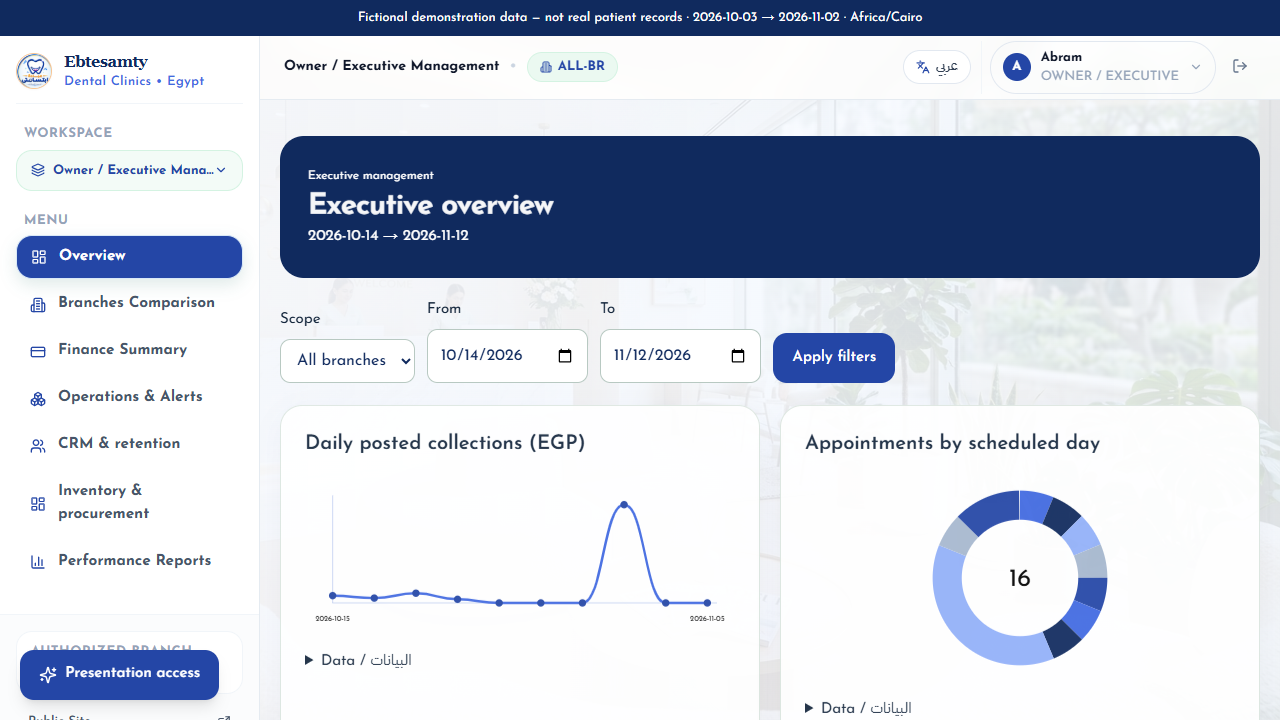 Fictional demonstration data — not real patient records · 2026-10-03 → 2026-11-02 · Africa/Cairo
Ebtesamty
Dental Clinics • Egypt
Owner / Executive Management • ALL-BR
عربي
A
Abram
OWNER / EXECUTIVE
WORKSPACE
Owner / Executive Mana...
MENU
Overview
Branches Comparison
Finance Summary
Operations & Alerts
CRM & retention
Inventory &
procurement
Performance Reports
AUTHORIZED BRANCH
Presentation access
Public Site
Executive management
Executive overview
2026-10-14 → 2026-11-12
Scope
All branches
From
10/14/2026
To
11/12/2026
Apply filters
Daily posted collections (EGP)
2026-10-15
2026-11-05
Data / البيانات
Appointments by scheduled day
16
Data / البيانات